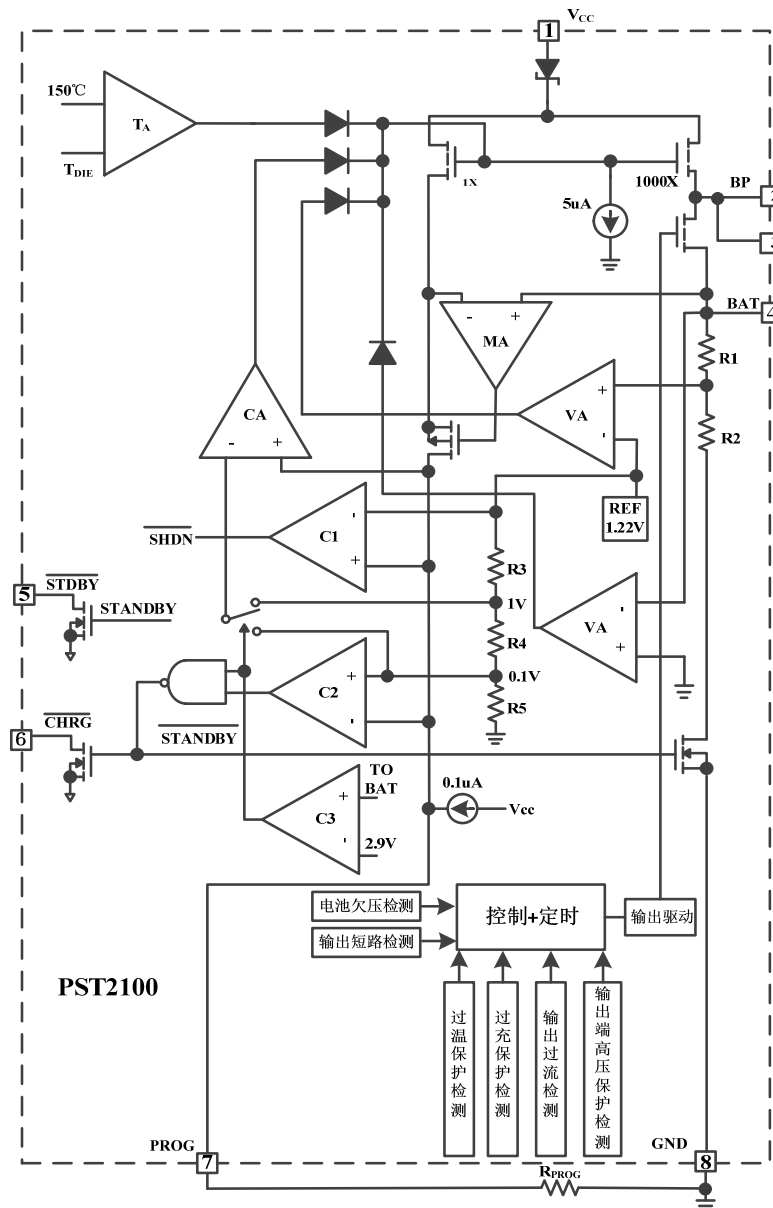 VCC
1
150℃
TA
TDIE
1X
1000X
BP
2
5uA
3
BAT
4
MA
R1
CA
VA
R2
REF
1.22V
C1
SHDN
R3
STDBY
5
STANDBY
1V
R4
VA
C2
0.1V
R5
CHRG
6
STANDBY
TO
BAT
0.1uA
Vcc
C3
2.9V
电池欠压检测
控制+定时
输出驱动
输出短路检测
PST2100
过温保护检测
过充保护检测
输出过流检测
输出端高压保护检测
PROG
7
GND
8
RPROG